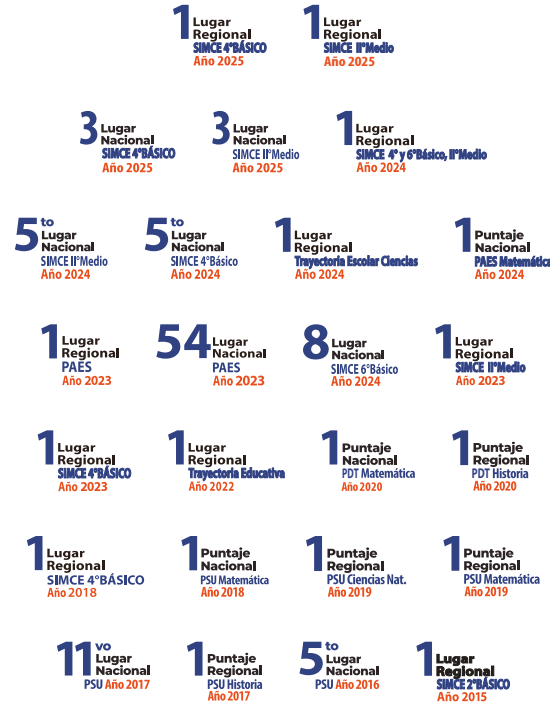 1 Lugar Regional SIMCE 4°BÁSICO Año 2025
1 Lugar Regional SIMCE II°Medio Año 2025
3 Lugar Nacional SIMCE 4°BÁSICO Año 2025
3 Lugar Nacional SIMCE II°Medio Año 2025
1 Lugar Regional SIMCE 4° y 6°Básico, II°Medio Año 2024
5to Lugar Nacional SIMCE II°Medio Año 2024
5to Lugar Nacional SIMCE 4°Básico Año 2024
1 Lugar Regional Trayectoria Escolar Ciencias Año 2024
1 Puntaje Nacional PAES Matemática Año 2024
1 Lugar Regional PAES Año 2023
54 Lugar Nacional PAES Año 2023
8 Lugar Nacional SIMCE 6°Básico Año 2024
1 Lugar Regional SIMCE II°Medio Año 2023
1 Lugar Regional SIMCE 4°BÁSICO Año 2023
1 Lugar Regional Trayectoria Educativa Año 2022
1 Puntaje Nacional PDT Matemática Año 2020
1 Puntaje Regional PDT Historia Año 2020
1 Lugar Regional SIMCE 4°BÁSICO Año 2018
1 Puntaje Nacional PSU Matemática Año 2018
1 Puntaje Regional PSU Ciencias Nat. Año 2019
1 Puntaje Regional PSU Matemática Año 2019
11vo Lugar Nacional PSU Año 2017
1 Puntaje Regional PSU Historia Año 2017
5to Lugar Nacional PSU Año 2016
1 Lugar Regional SIMCE 2°BÁSICO Año 2015